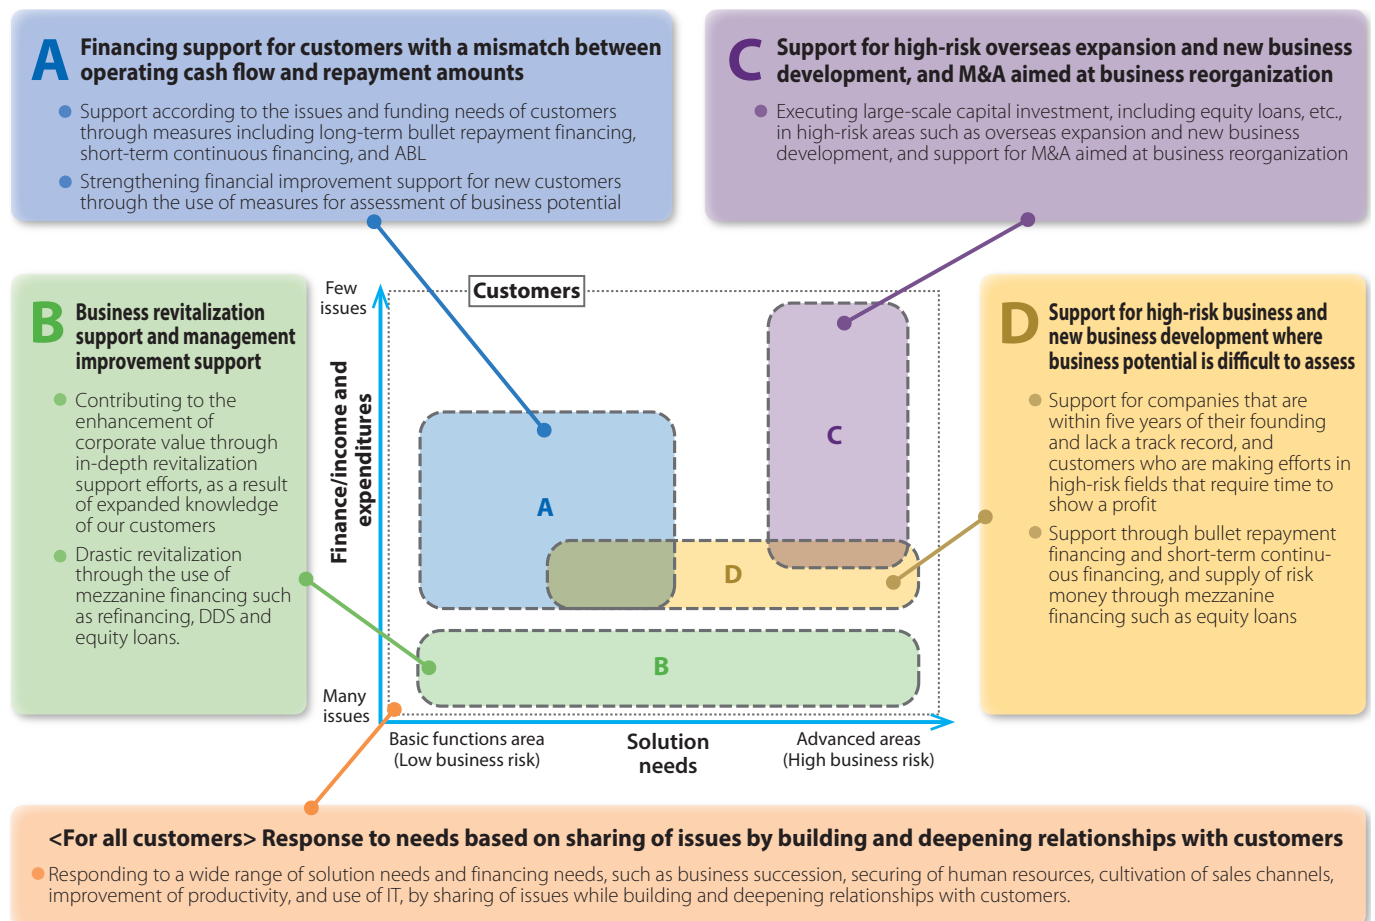 A
Financing support for customers with a mismatch between
operating cash flow and repayment amounts
Support according to the issues and funding needs of customers
through measures including long-term bullet repayment financing,
short-term continuous financing, and ABL
Strengthening financial improvement support for new customers
through the use of measures for assessment of business potential
C
Support for high-risk overseas expansion and new business
development, and M&A aimed at business reorganization
Executing large-scale capital investment, including equity loans, etc.,
in high-risk areas such as overseas expansion and new business
development, and support for M&A aimed at business reorganization
B
Business revitalization
support and management
improvement support
Contributing to the
enhancement of
corporate value through
in-depth revitalization
support efforts, as a result
of expanded knowledge
of our customers
Drastic revitalization
through the use of
mezzanine financing such
as refinancing, DDS and
equity loans.
Few
issues
Customers
Finance/income and
expenditures
A
C
D
B
Many
issues
Basic functions area
(Low business risk)
Solution
needs
Advanced areas
(High business risk)
D
Support for high-risk business and
new business development where
business potential is difficult to assess
Support for companies that are
within five years of their founding
and lack a track record, and
customers who are making efforts in
high-risk fields that require time to
show a profit
Support through bullet repayment
financing and short-term continu-
ous financing, and supply of risk
money through mezzanine
financing such as equity loans
<For all customers> Response to needs based on sharing of issues by building and deepening relationships with customers
Responding to a wide range of solution needs and financing needs, such as business succession, securing of human resources, cultivation of sales channels,
improvement of productivity, and use of IT, by sharing of issues while building and deepening relationships with customers.